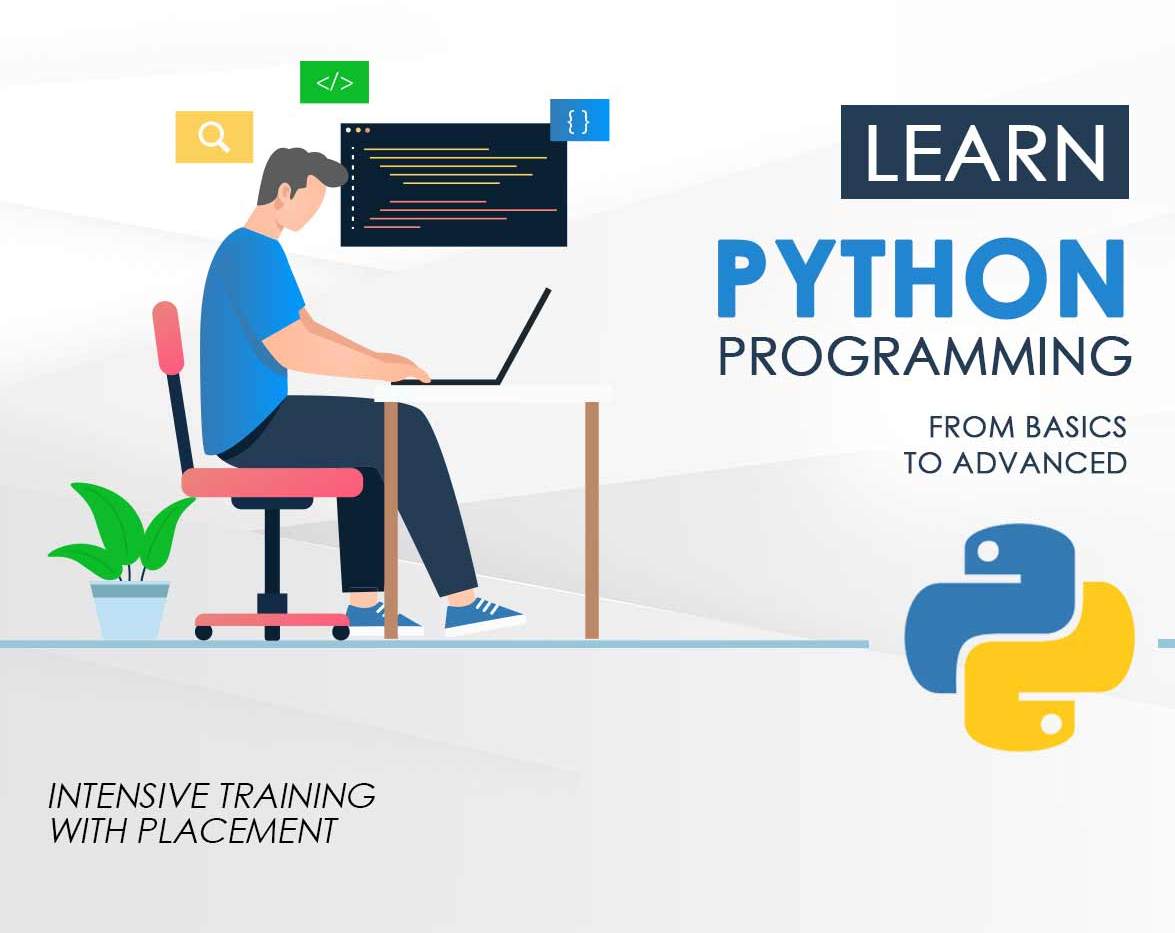 </>
{ }
LEARN
PYTHON
PROGRAMMING
FROM BASICS
TO ADVANCED
INTENSIVE TRAINING
WITH PLACEMENT